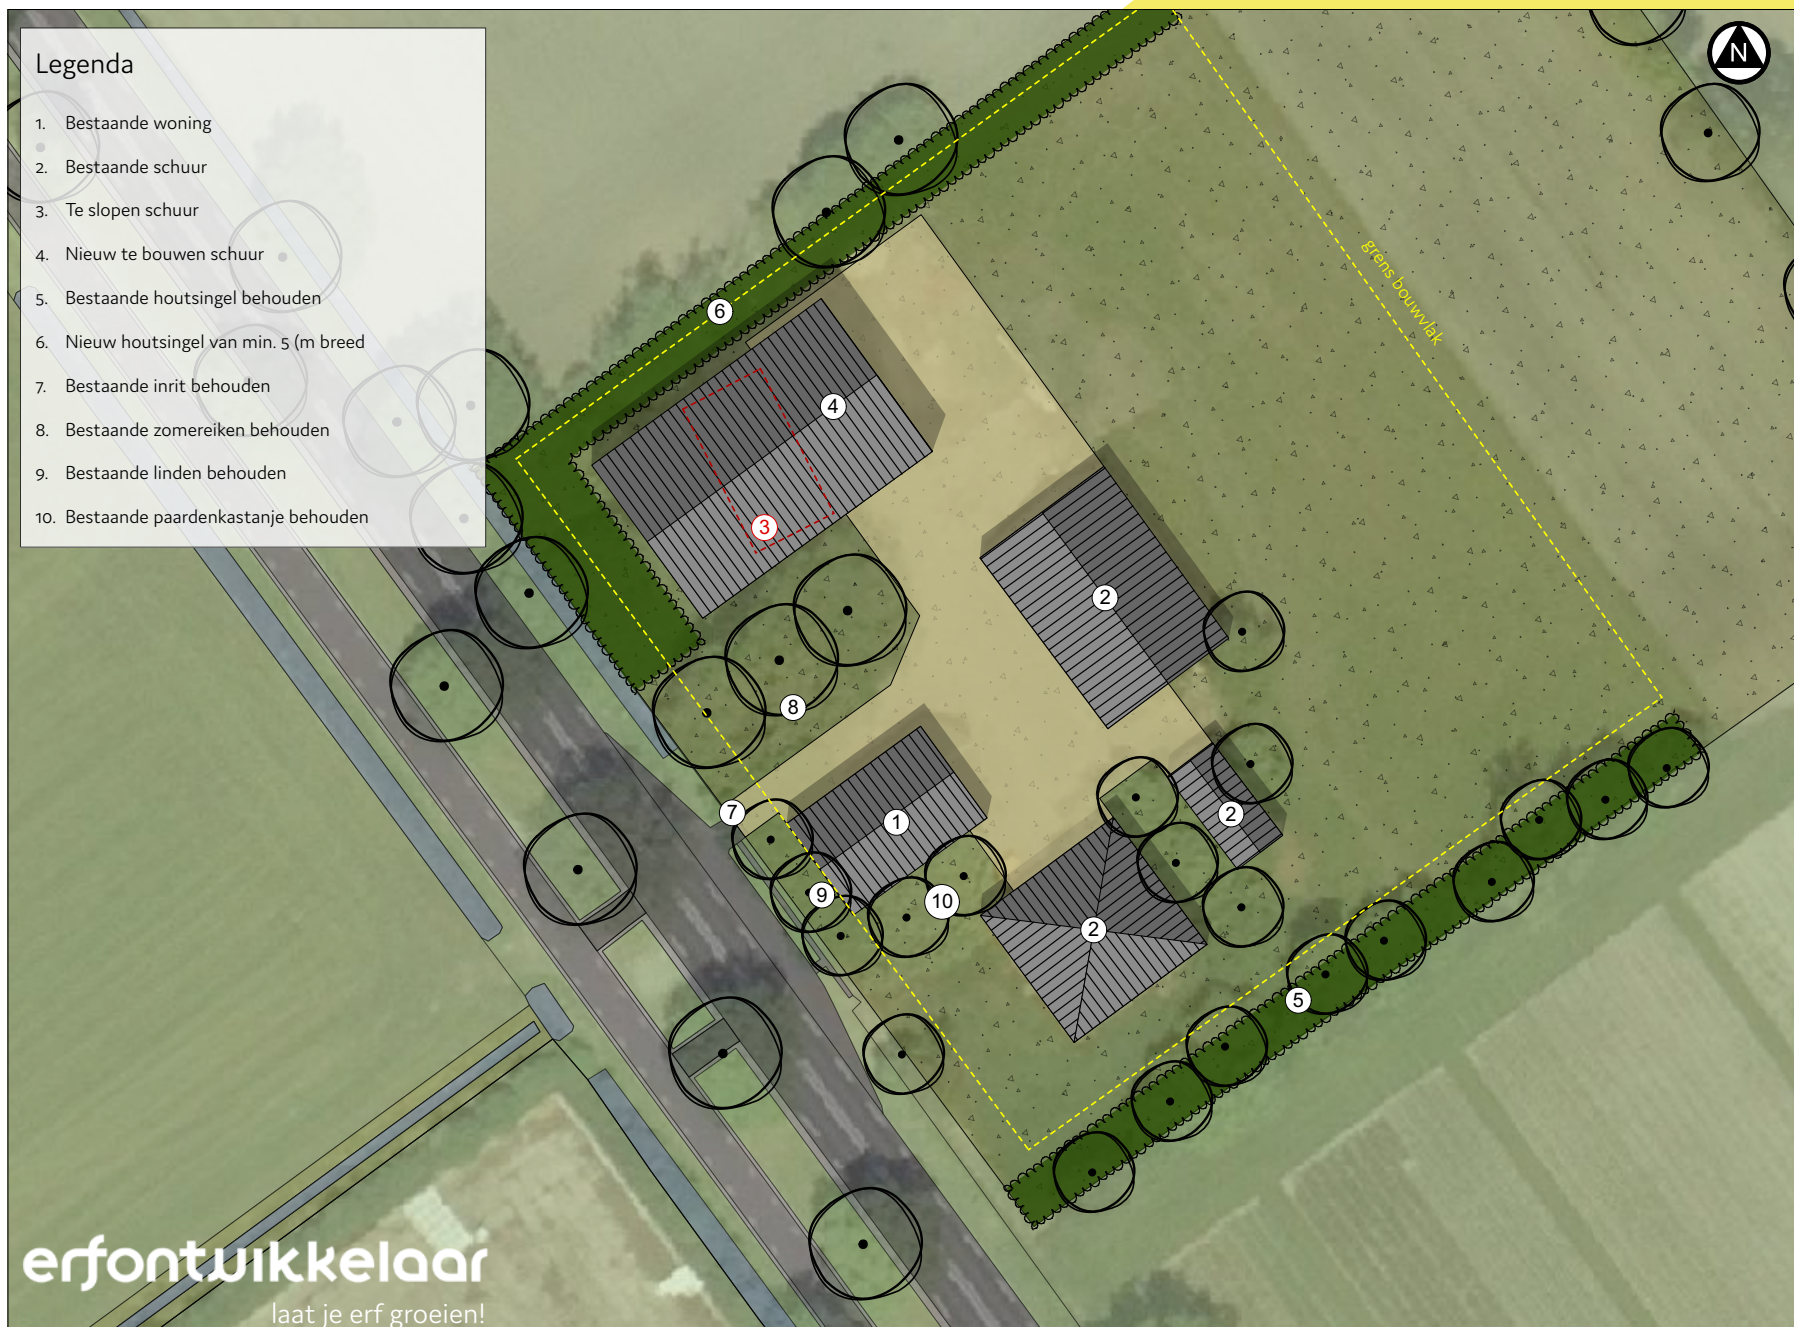 Legenda
1. Bestaande woning
2. Bestaande schuur
3. Te slopen schuur
4. Nieuw te bouwen schuur
5. Bestaande houtsingel behouden
6. Nieuw houtsingel van min. 5 (m breed
7. Bestaande inrit behouden
8. Bestaande zomereiken behouden
9. Bestaande linden behouden
10. Bestaande paardenkastanje behouden
N
grens bouwvlak
6
4
3
2
8
7
1
2
9
10
2
5
erfontwikkelaar
laat je erf groeien!